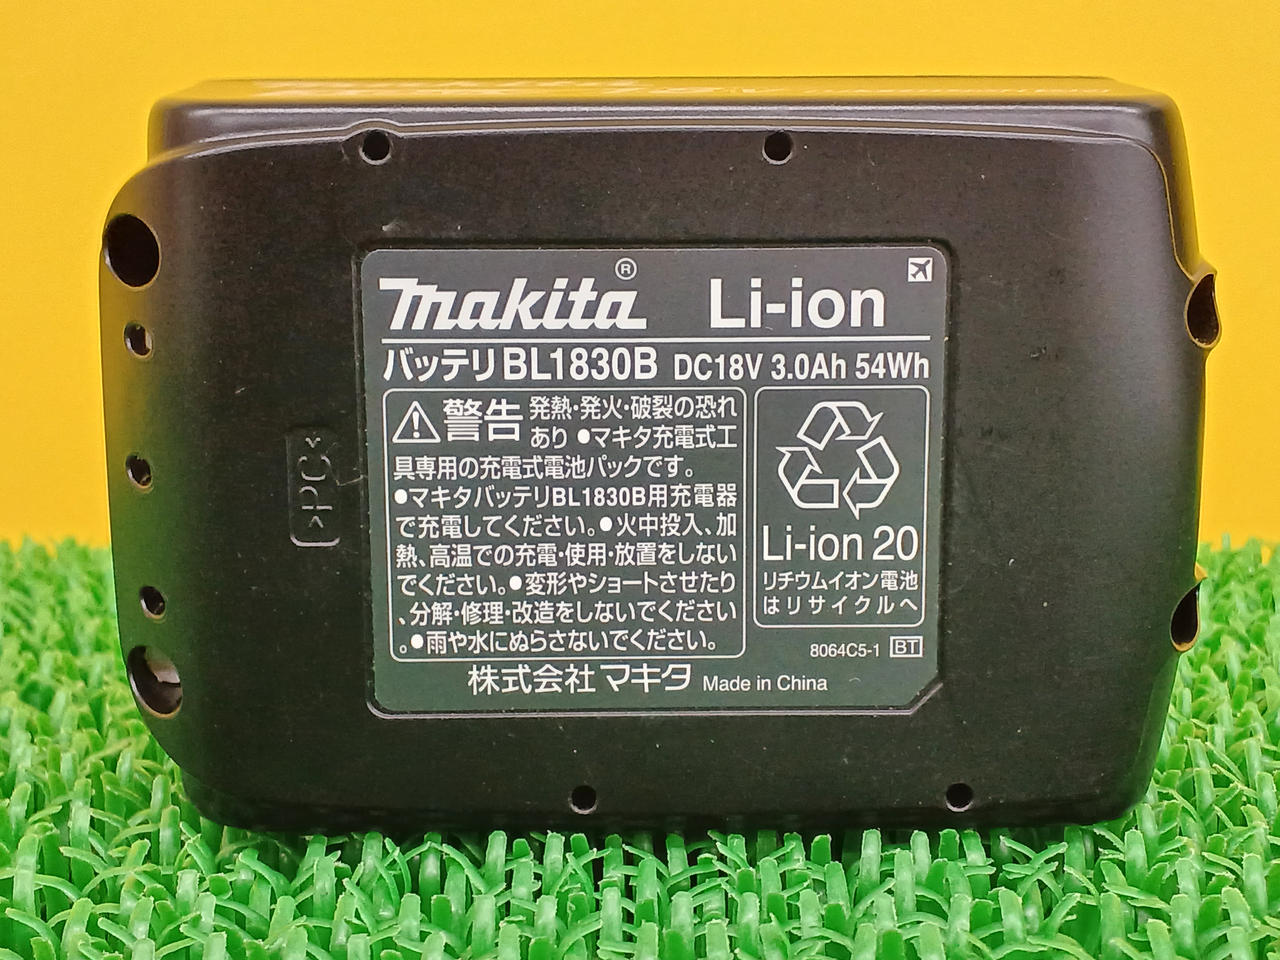 makita® Li-ion
バッテリBL1830B DC18V 3.0Ah 54Wh
警告 発熱・発火・破裂の恐れ
あり ●マキタ充電式工
具専用の充電式電池パックです。
●マキタバッテリBL1830B用充電器
で充電してください。●火中投入、加
熱、高温での充電・使用・放置をしない
でください。●変形やショートさせたり
、分解・修理・改造をしないでください
。●雨や水にぬらさないでください。
Li-ion 20
リチウムイオン電池
はリサイクルへ
8064C5-1 BT
株式会社マキタ Made in China
>PC<